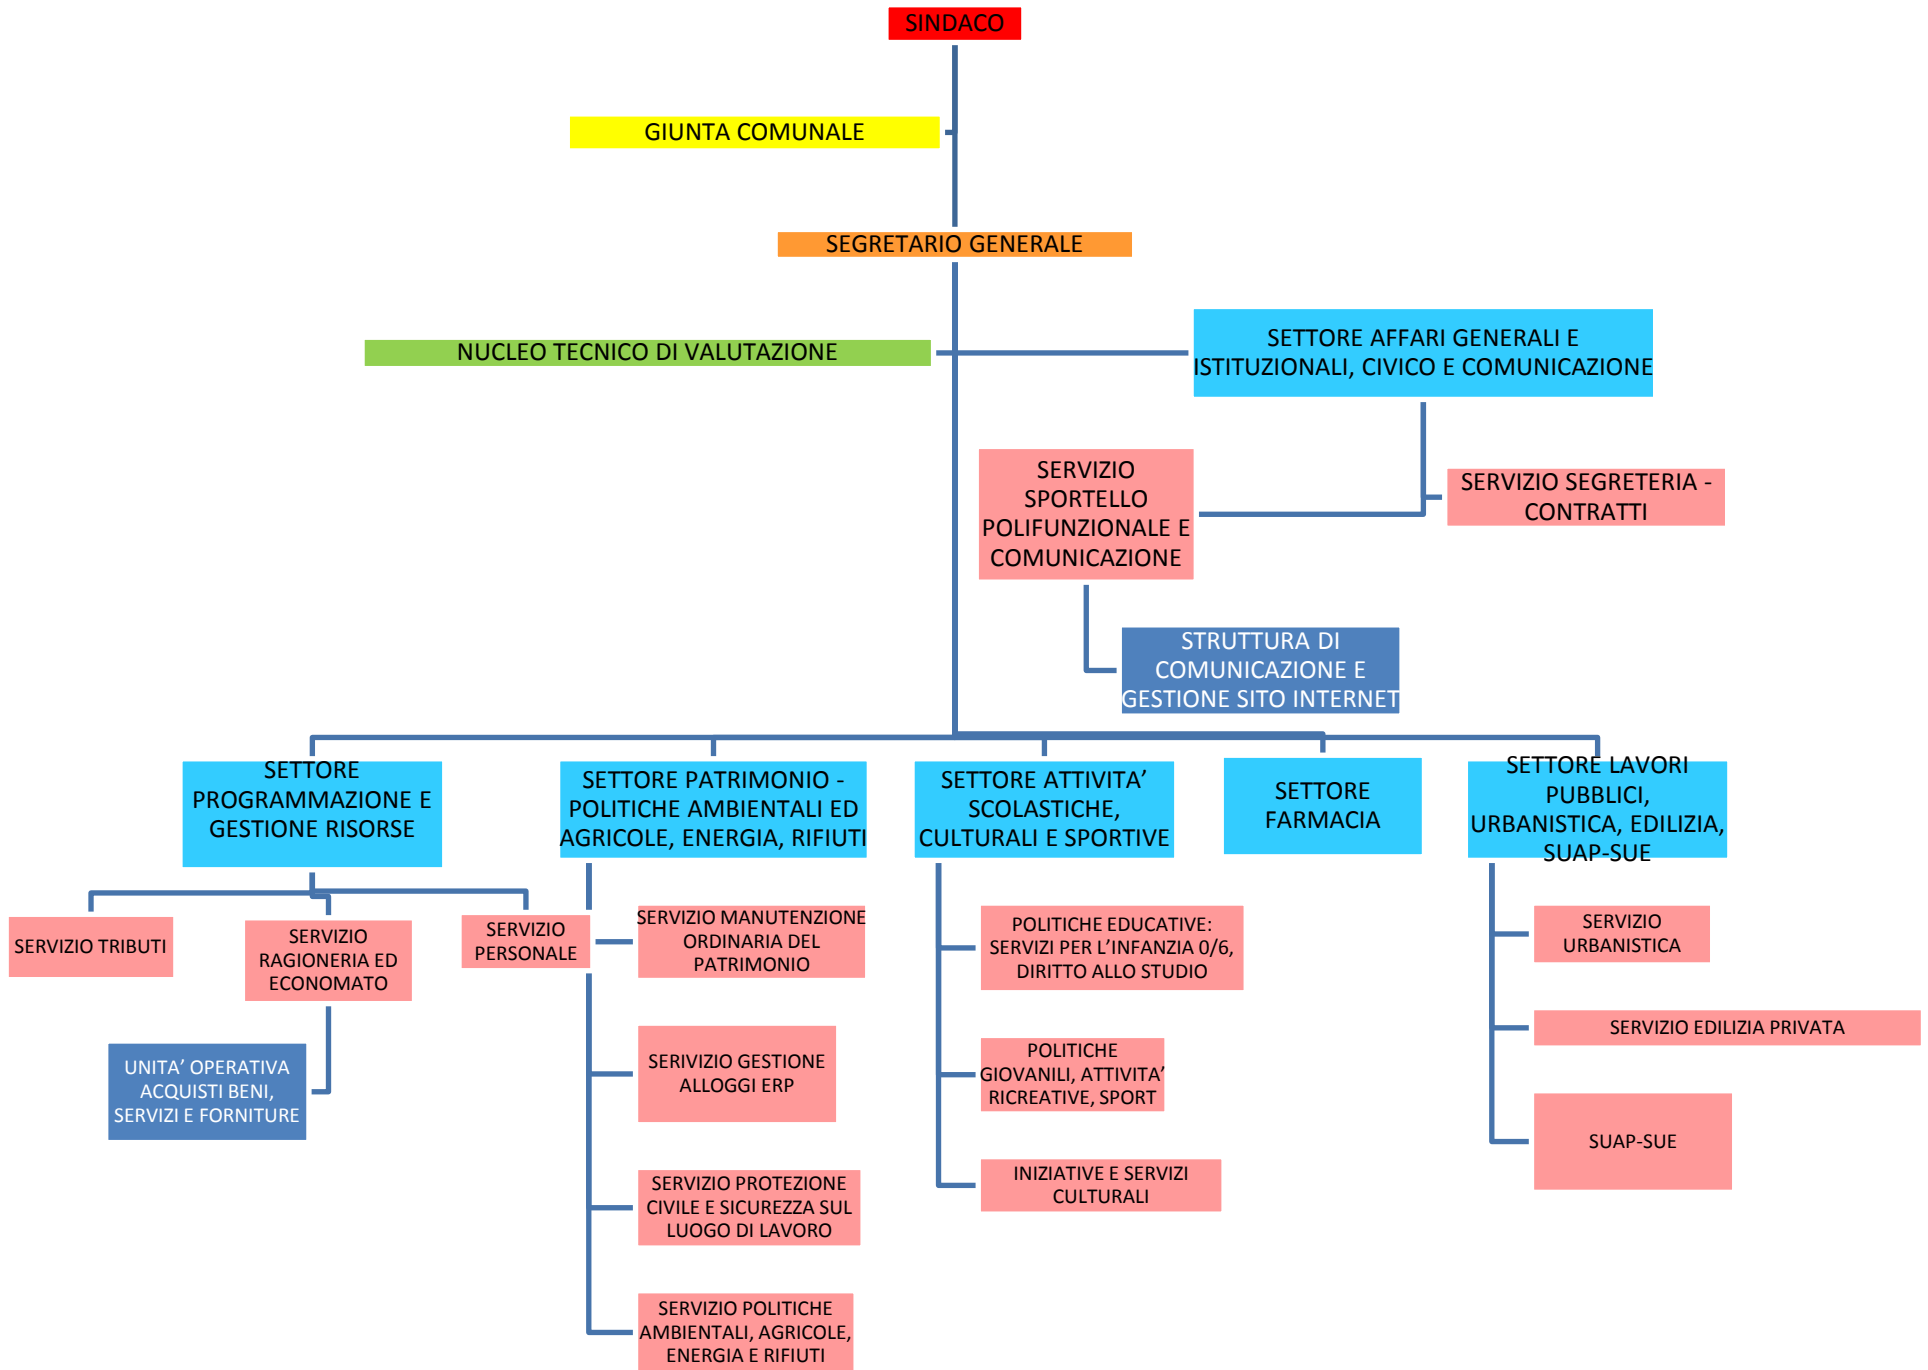 SINDACO
GIUNTA COMUNALE
SEGRETARIO GENERALE
NUCLEO TECNICO DI VALUTAZIONE
SETTORE AFFARI GENERALI E
ISTITUZIONALI, CIVICO E COMUNICAZIONE
SERVIZIO
SPORTELLO
POLIFUNZIONALE E
COMUNICAZIONE
SERVIZIO SEGRETERIA -
CONTRATTI
STRUTTURA DI
COMUNICAZIONE E
GESTIONE SITO INTERNET
SETTORE
PROGRAMMAZIONE E
GESTIONE RISORSE
SETTORE PATRIMONIO -
POLITICHE AMBIENTALI ED
AGRICOLE, ENERGIA, RIFIUTI
SETTORE ATTIVITA’
SCOLASTICHE,
CULTURALI E SPORTIVE
SETTORE
FARMACIA
SETTORE LAVORI
PUBBLICI,
URBANISTICA, EDILIZIA,
SUAP-SUE
SERVIZIO TRIBUTI
SERVIZIO
RAGIONERIA ED
ECONOMATO
SERVIZIO
PERSONALE
UNITA’ OPERATIVA
ACQUISTI BENI,
SERVIZI E FORNITURE
SERVIZIO MANUTENZIONE
ORDINARIA DEL
PATRIMONIO
SERIVIZIO GESTIONE
ALLOGGI ERP
SERVIZIO PROTEZIONE
CIVILE E SICUREZZA SUL
LUOGO DI LAVORO
SERVIZIO POLITICHE
AMBIENTALI, AGRICOLE,
ENERGIA E RIFIUTI
POLITICHE EDUCATIVE:
SERVIZI PER L’INFANZIA 0/6,
DIRITTO ALLO STUDIO
POLITICHE
GIOVANILI, ATTIVITA’
RICREATIVE, SPORT
INIZIATIVE E SERVIZI
CULTURALI
SERVIZIO
URBANISTICA
SERVIZIO EDILIZIA PRIVATA
SUAP-SUE